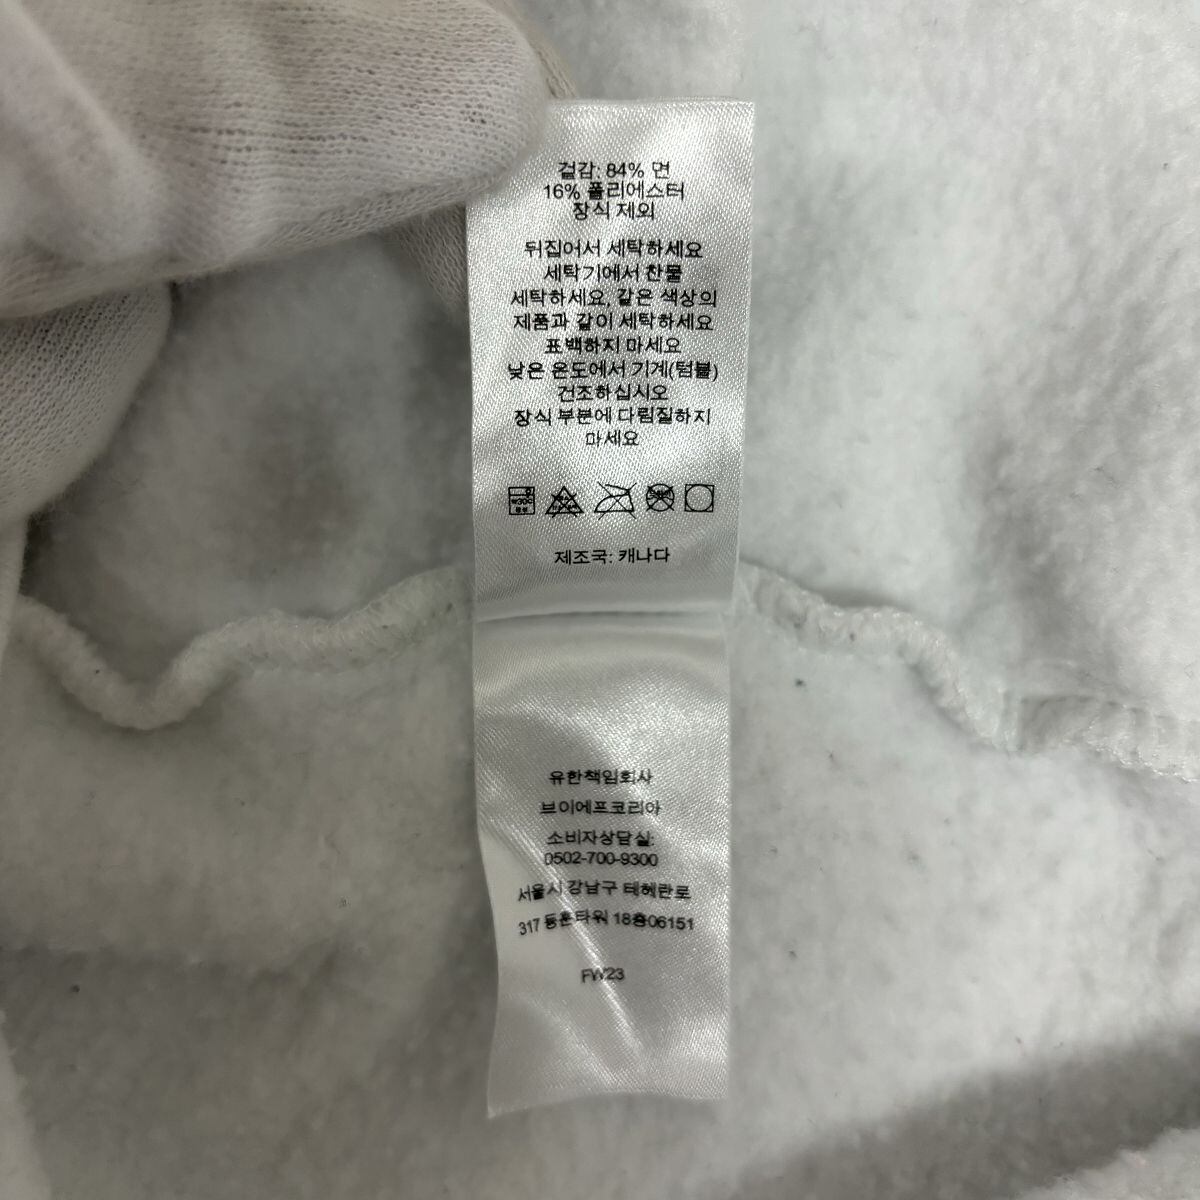 겉감: 84% 면
16% 폴리에스터
장식 제외
뒤집어서 세탁하세요
세탁기에서 찬물
세탁하세요, 같은 색상의
제품과 같이 세탁하세요
표백하지 마세요
낮은 온도에서 기계(텀블)
건조하십시오
장식 부분에 다림질하지
마세요
제조국: 캐나다
유한책임회사
브이에프코리아
소비자상담실:
0502-700-9300
서울시 강남구 테헤란로
317 동훈타워 18층06151
FW23